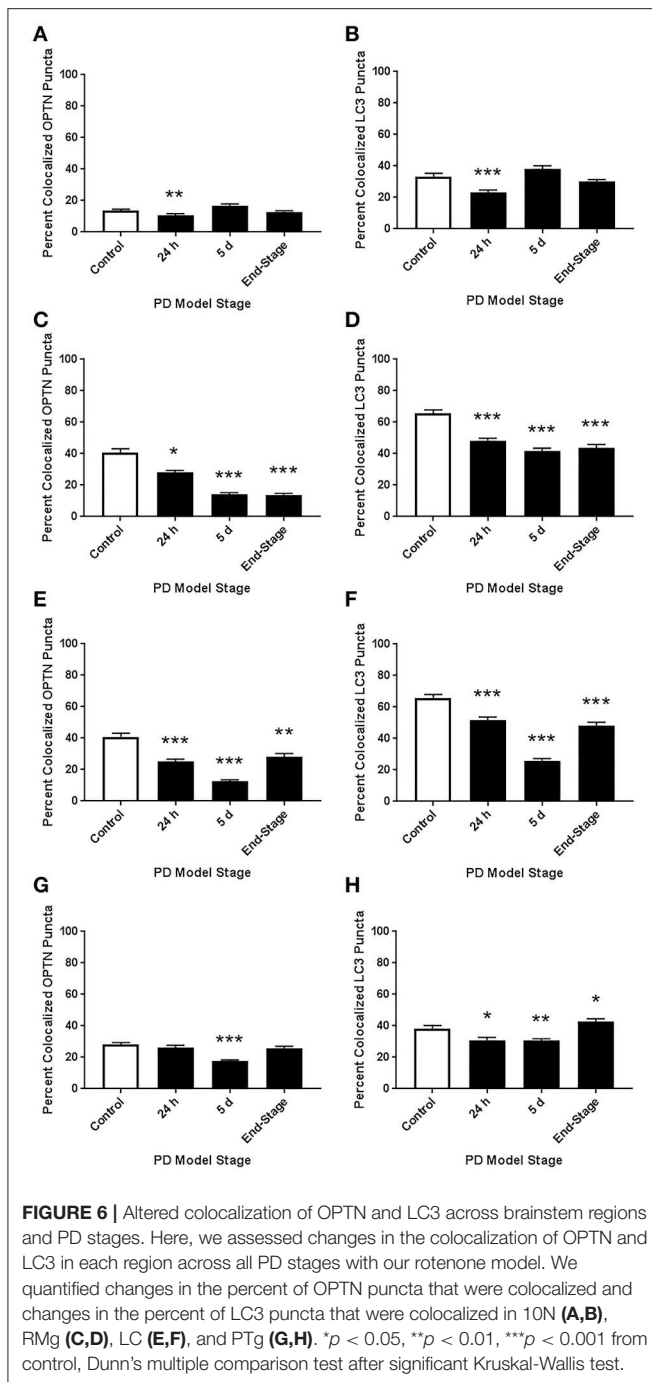 A
Percent Colocalized OPTN Puncta
100
80
60
40
20
0
**
Control
24 h
5 d
End-Stage
PD Model Stage
B
Percent Colocalized LC3 Puncta
100
80
60
40
20
0
***
Control
24 h
5 d
End-Stage
PD Model Stage
C
Percent Colocalized OPTN Puncta
100
80
60
40
20
0
*
***
***
Control
24 h
5 d
End-Stage
PD Model Stage
D
Percent Colocalized LC3 Puncta
100
80
60
40
20
0
***
***
***
Control
24 h
5 d
End-Stage
PD Model Stage
E
Percent Colocalized OPTN Puncta
100
80
60
40
20
0
***
***
**
Control
24 h
5 d
End-Stage
PD Model Stage
F
Percent Colocalized LC3 Puncta
100
80
60
40
20
0
***
***
***
Control
24 h
5 d
End-Stage
PD Model Stage
G
Percent Colocalized OPTN Puncta
100
80
60
40
20
0
***
Control
24 h
5 d
End-Stage
PD Model Stage
H
Percent Colocalized LC3 Puncta
100
80
60
40
20
0
*
**
*
Control
24 h
5 d
End-Stage
PD Model Stage
FIGURE 6 | Altered colocalization of OPTN and LC3 across brainstem regions
and PD stages. Here, we assessed changes in the colocalization of OPTN and
LC3 in each region across all PD stages with our rotenone model. We
quantified changes in the percent of OPTN puncta that were colocalized and
changes in the percent of LC3 puncta that were colocalized in 10N (A,B),
RMg (C,D), LC (E,F), and PTg (G,H). *p < 0.05, **p < 0.01, ***p < 0.001 from
control, Dunn's multiple comparison test after significant Kruskal-Wallis test.